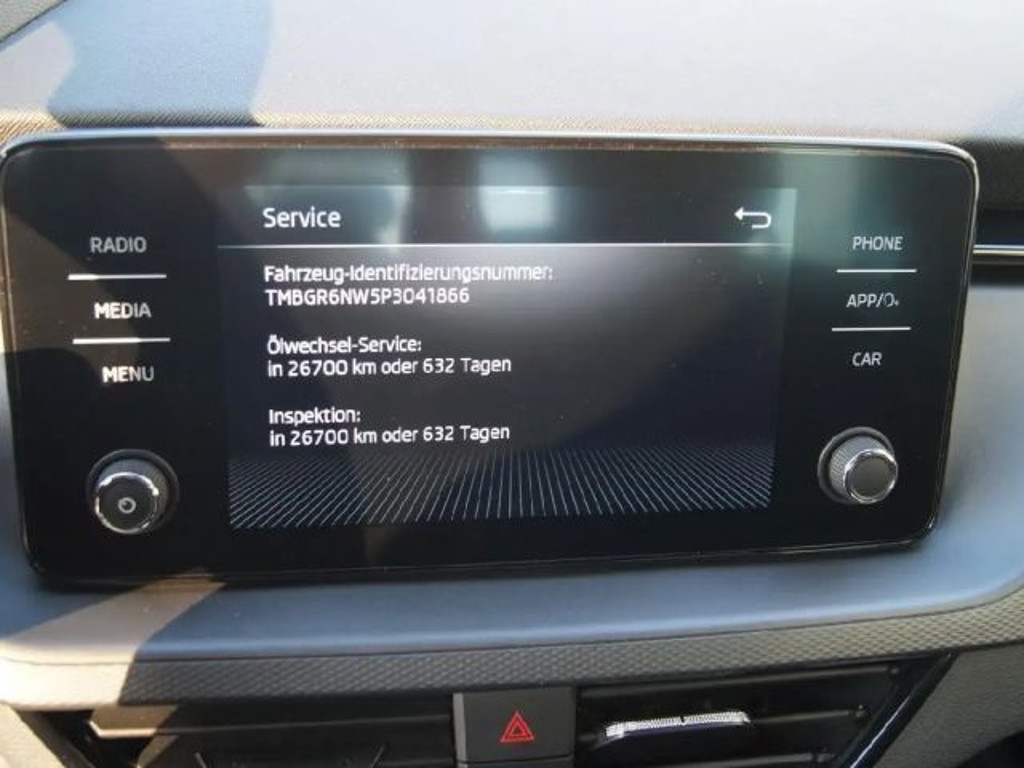 Service
RADIO
MEDIA
MENU
Fahrzeug-Identifizierungsnummer:
TMBGR6NW5P3041866
Ölwechsel-Service:
in 26700 km oder 632 Tagen
Inspektion:
in 26700 km oder 632 Tagen
PHONE
APP/
CAR